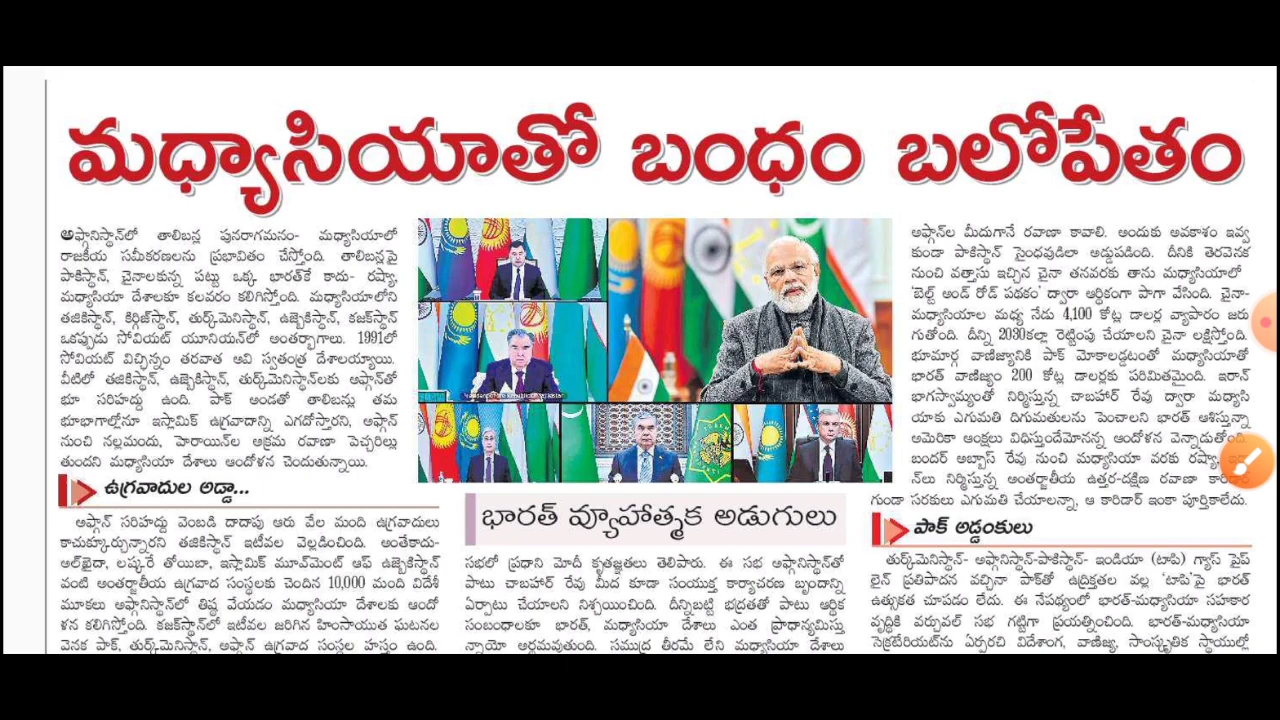 మధ్యాసియాతో బంధం బలోపేతం
అఫ్గానిస్థాన్‌లో తాలిబన్ల పునరాగమనం- మధ్యాసియాలో
రాజకీయ సమీకరణలను ప్రభావితం చేస్తోంది. తాలిబన్లపై
పాకిస్థాన్, చైనాలకున్న పట్టు ఒక్క భారత్‌కే కాదు- రష్యా,
మధ్యాసియా దేశాలకూ కలవరం కలిగిస్తోంది. మధ్యాసియాలోని
తజికిస్థాన్, కిర్గిజ్‌స్థాన్, తుర్క్‌మెనిస్థాన్, ఉజ్బెకిస్థాన్, కజక్‌స్థాన్
ఒకప్పుడు సోవియట్ యూనియన్‌లో అంతర్భాగాలు. 1991లో
సోవియట్ విచ్ఛిన్నం తరవాత అవి స్వతంత్ర దేశాలయ్యాయి.
వీటిలో తజికిస్థాన్, ఉజ్బెకిస్థాన్, తుర్క్‌మెనిస్థాన్‌లకు అఫ్గాన్‌తో
భూ సరిహద్దు ఉంది. పాక్ అండతో తాలిబన్లు తమ
భూభాగాల్లోనూ ఇస్లామిక్ ఉగ్రవాదాన్ని ఎగదోస్తారని, అఫ్గాన్
నుంచి నల్లమందు, హెరాయిన్‌ల అక్రమ రవాణా పెచ్చరిల్లు
తుందని మధ్యాసియా దేశాలు ఆందోళన చెందుతున్నాయి.
ఉగ్రవాదుల అడ్డా...
అఫ్గాన్ సరిహద్దు వెంబడి దాదాపు ఆరు వేల మంది ఉగ్రవాదులు
కాచుక్కూర్చున్నారని తజికిస్థాన్ ఇటీవల వెల్లడించింది. అంతేకాదు-
అల్‌ఖైదా, లష్కరే తోయిబా, ఇస్లామిక్ మూవ్‌మెంట్ ఆఫ్ ఉజ్బెకిస్థాన్
వంటి అంతర్జాతీయ ఉగ్రవాద సంస్థలకు చెందిన 10,000 మంది విదేశీ
మూకలు అఫ్గానిస్థాన్‌లో తిష్ఠ వేయడం మధ్యాసియా దేశాలకు ఆందో
ళన కలిగిస్తోంది. కజక్‌స్థాన్‌లో ఇటీవల జరిగిన హింసాయుత ఘటనల
వెనక పాక్, తుర్క్‌మెనిస్థాన్, అఫ్గాన్ ఉగ్రవాద సంస్థల హస్తం ఉంది.
భారత్ వ్యూహాత్మక అడుగులు
సభలో ప్రధాని మోదీ కృతజ్ఞతలు తెలిపారు. ఈ సభ అఫ్గానిస్థాన్‌తో
పాటు చాబహార్ రేవు మీద కూడా సంయుక్త కార్యాచరణ బృందాన్ని
ఏర్పాటు చేయాలని నిశ్చయించింది. దీన్నిబట్టి భద్రతతో పాటు ఆర్థిక
సంబంధాలకూ భారత్, మధ్యాసియా దేశాలు ఎంత ప్రాధాన్యమిస్తు
న్నాయో అర్థమవుతుంది. సముద్ర తీరమే లేని మధ్యాసియా దేశాలు
అఫ్గాన్‌ల మీదుగానే రవాణా కావాలి. అందుకు అవకాశం ఇవ్వ
కుండా పాకిస్థాన్ సైంధవుడిలా అడ్డుపడింది. దీనికి తెరవెనక
నుంచి వత్తాసు ఇచ్చిన చైనా తనవరకు తాను మధ్యాసియాలో
‘బెల్ట్ అండ్ రోడ్ పథకం’ ద్వారా ఆర్థికంగా పాగా వేసింది. చైనా-
మధ్యాసియాల మధ్య నేడు 4,100 కోట్ల డాలర్ల వ్యాపారం జరు
గుతోంది. దీన్ని 2030కల్లా రెట్టింపు చేయాలని చైనా లక్షిస్తోంది.
భూమార్గ వాణిజ్యానికి పాక్ మోకాలడ్డటంతో మధ్యాసియాతో
భారత్ వాణిజ్యం 200 కోట్ల డాలర్లకు పరిమితమైంది. ఇరాన్
భాగస్వామ్యంతో నిర్మిస్తున్న చాబహార్ రేవు ద్వారా మధ్యాసి
యాకు ఎగుమతి దిగుమతులను పెంచాలని భారత్ ఆశిస్తున్నా
అమెరికా ఆంక్షలు విధిస్తుందేమోనన్న ఆందోళన వెన్నాడుతోంది.
బందర్ అబ్బాస్ రేవు నుంచి మధ్యాసియా వరకు రష్యా, ఇరా
న్‌లు నిర్మిస్తున్న అంతర్జాతీయ ఉత్తర-దక్షిణ రవాణా కారిడార్
గుండా సరకులు ఎగుమతి చేయాలన్నా, ఆ కారిడార్ ఇంకా పూర్తికాలేదు.
పాక్ అడ్డంకులు
తుర్క్‌మెనిస్థాన్- అఫ్గానిస్థాన్-పాకిస్థాన్- ఇండియా (టాపి) గ్యాస్ పైప్
లైన్ ప్రతిపాదన వచ్చినా పాక్‌తో ఉద్రిక్తతల వల్ల ‘టాపి’పై భారత్
ఉత్సుకత చూపడం లేదు. ఈ నేపథ్యంలో భారత్-మధ్యాసియా సహకార
వృద్ధికి వర్చువల్ సభ గట్టిగా ప్రయత్నించింది. భారత్-మధ్యాసియా
సెక్రటేరియట్‌ను ఏర్పరచి విదేశాంగ, వాణిజ్య, సాంస్కృతిక స్థాయుల్లో